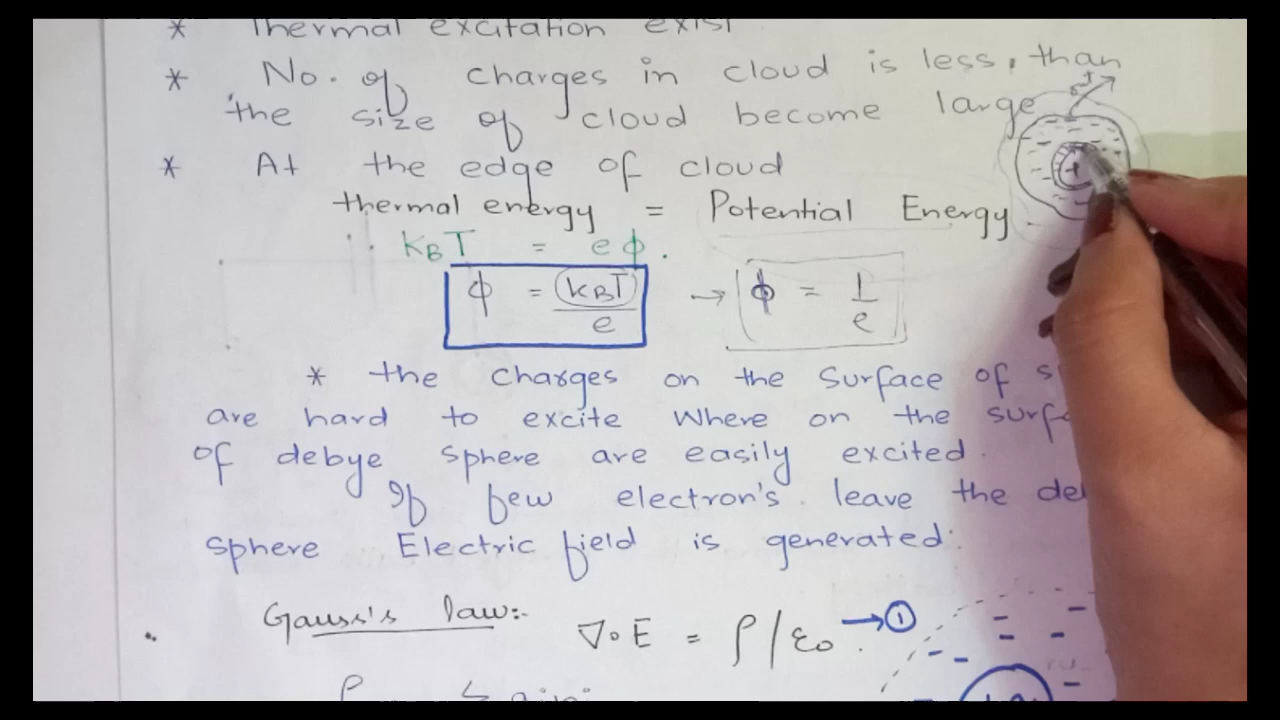 * Thermal excitation exist
* No. of charges in cloud is less, than
the size of cloud become large
* At the edge of cloud
thermal energy = Potential Energy
KBT = eϕ.
ϕ = KBT/e → ϕ = 1/e
* the charges on the surface of
are hard to excite where on the
of debye sphere are easily excited.
If few electron's leave the
sphere Electric field is generated.
Gauss's law:-
∇·E = ρ/ε0 → ①